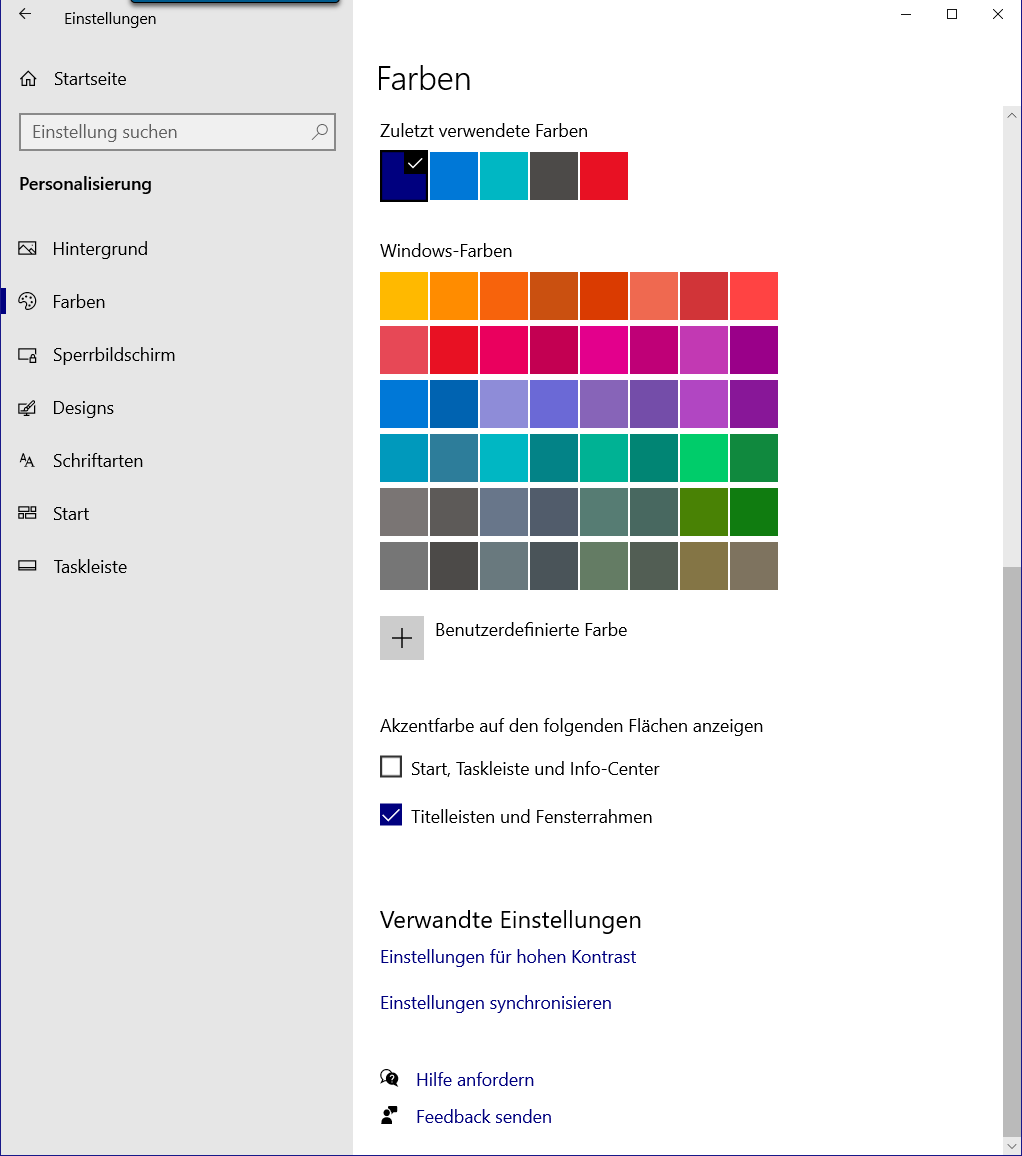 Einstellungen
Startseite
Einstellung suchen
Personalisierung
Hintergrund
Farben
Sperrbildschirm
Designs
Schriftarten
Start
Taskleiste
Farben
Zuletzt verwendete Farben
Windows-Farben
Benutzerdefinierte Farbe
Akzentfarbe auf den folgenden Flächen anzeigen
Start, Taskleiste und Info-Center
Titelleisten und Fensterrahmen
Verwandte Einstellungen
Einstellungen für hohen Kontrast
Einstellungen synchronisieren
Hilfe anfordern
Feedback senden